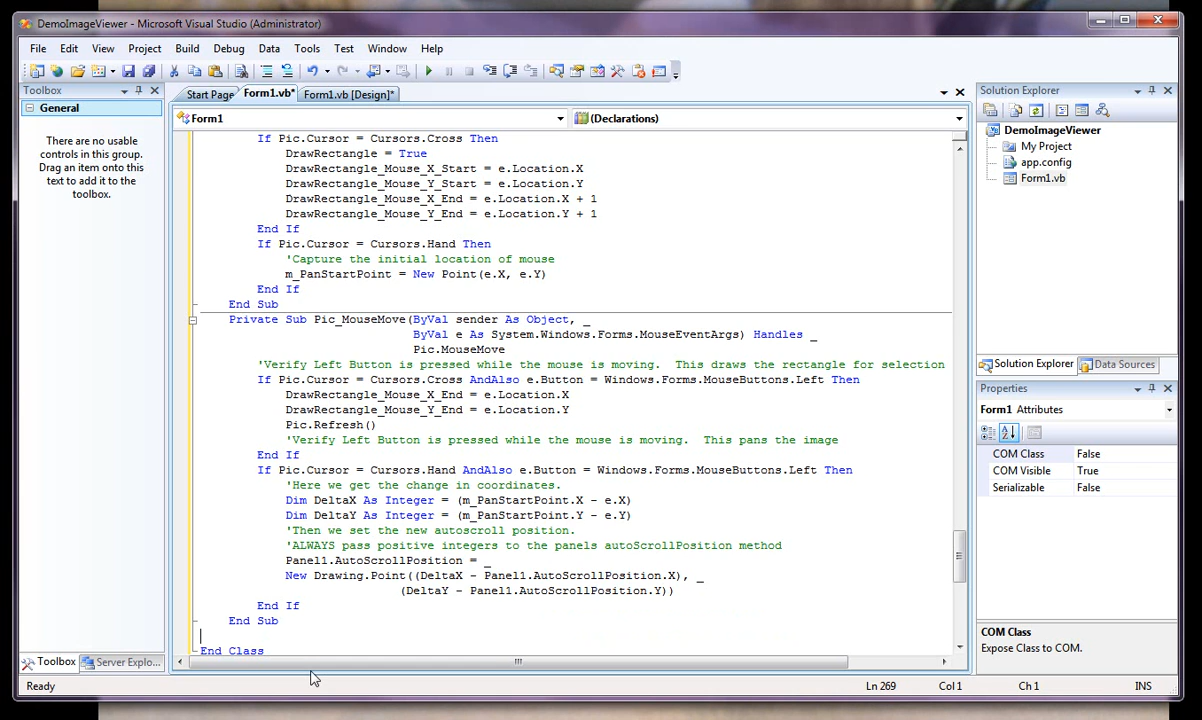 DemoImageViewer - Microsoft Visual Studio (Administrator)
File Edit View Project Build Debug Data Tools Test Window Help
Toolbox
General
There are no usable
controls in this group.
Drag an item onto this
text to add it to the
toolbox.
Toolbox Server Explo...
Start Page Form1.vb* Form1.vb [Design]*
Form1 (Declarations)
If Pic.Cursor = Cursors.Cross Then
DrawRectangle = True
DrawRectangle_Mouse_X_Start = e.Location.X
DrawRectangle_Mouse_Y_Start = e.Location.Y
DrawRectangle_Mouse_X_End = e.Location.X + 1
DrawRectangle_Mouse_Y_End = e.Location.Y + 1
End If
If Pic.Cursor = Cursors.Hand Then
'Capture the initial location of mouse
m_PanStartPoint = New Point(e.X, e.Y)
End If
End Sub
Private Sub Pic_MouseMove(ByVal sender As Object, _
ByVal e As System.Windows.Forms.MouseEventArgs) Handles _
Pic.MouseMove
'Verify Left Button is pressed while the mouse is moving.  This draws the rectangle for selection
If Pic.Cursor = Cursors.Cross AndAlso e.Button = Windows.Forms.MouseButtons.Left Then
DrawRectangle_Mouse_X_End = e.Location.X
DrawRectangle_Mouse_Y_End = e.Location.Y
Pic.Refresh()
'Verify Left Button is pressed while the mouse is moving.  This pans the image
End If
If Pic.Cursor = Cursors.Hand AndAlso e.Button = Windows.Forms.MouseButtons.Left Then
'Here we get the change in coordinates.
Dim DeltaX As Integer = (m_PanStartPoint.X - e.X)
Dim DeltaY As Integer = (m_PanStartPoint.Y - e.Y)
'Then we set the new autoscroll position.
'ALWAYS pass positive integers to the panels autoScrollPosition method
Panel1.AutoScrollPosition = _
New Drawing.Point((DeltaX - Panel1.AutoScrollPosition.X), _
(DeltaY - Panel1.AutoScrollPosition.Y))
End If
End Sub
End Class
Solution Explorer
DemoImageViewer
My Project
app.config
Form1.vb
Solution Explorer Data Sources
Properties
Form1 Attributes
COM Class False
COM Visible True
Serializable False
COM Class
Expose Class to COM.
Ready Ln 269 Col 1 Ch 1 INS